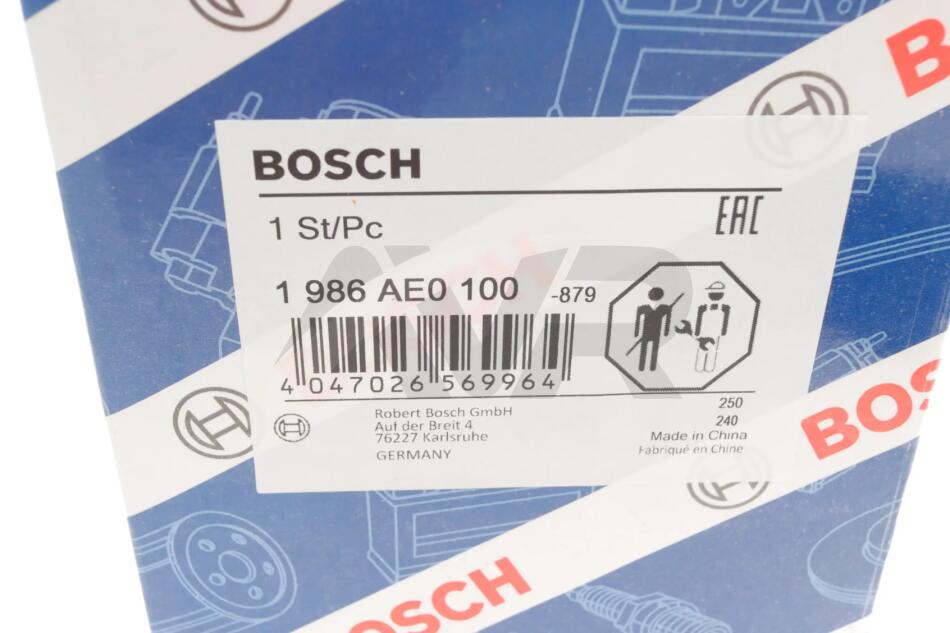 B
BOSCH
1 St/Pc
EAC
1 986 AE0 100 -879
4 047026 569964
Robert Bosch GmbH
Auf der Breit 4
76227 Karlsruhe
GERMANY
250
240
Made in China
Fabriqué en Chine
BOS
BOSCH